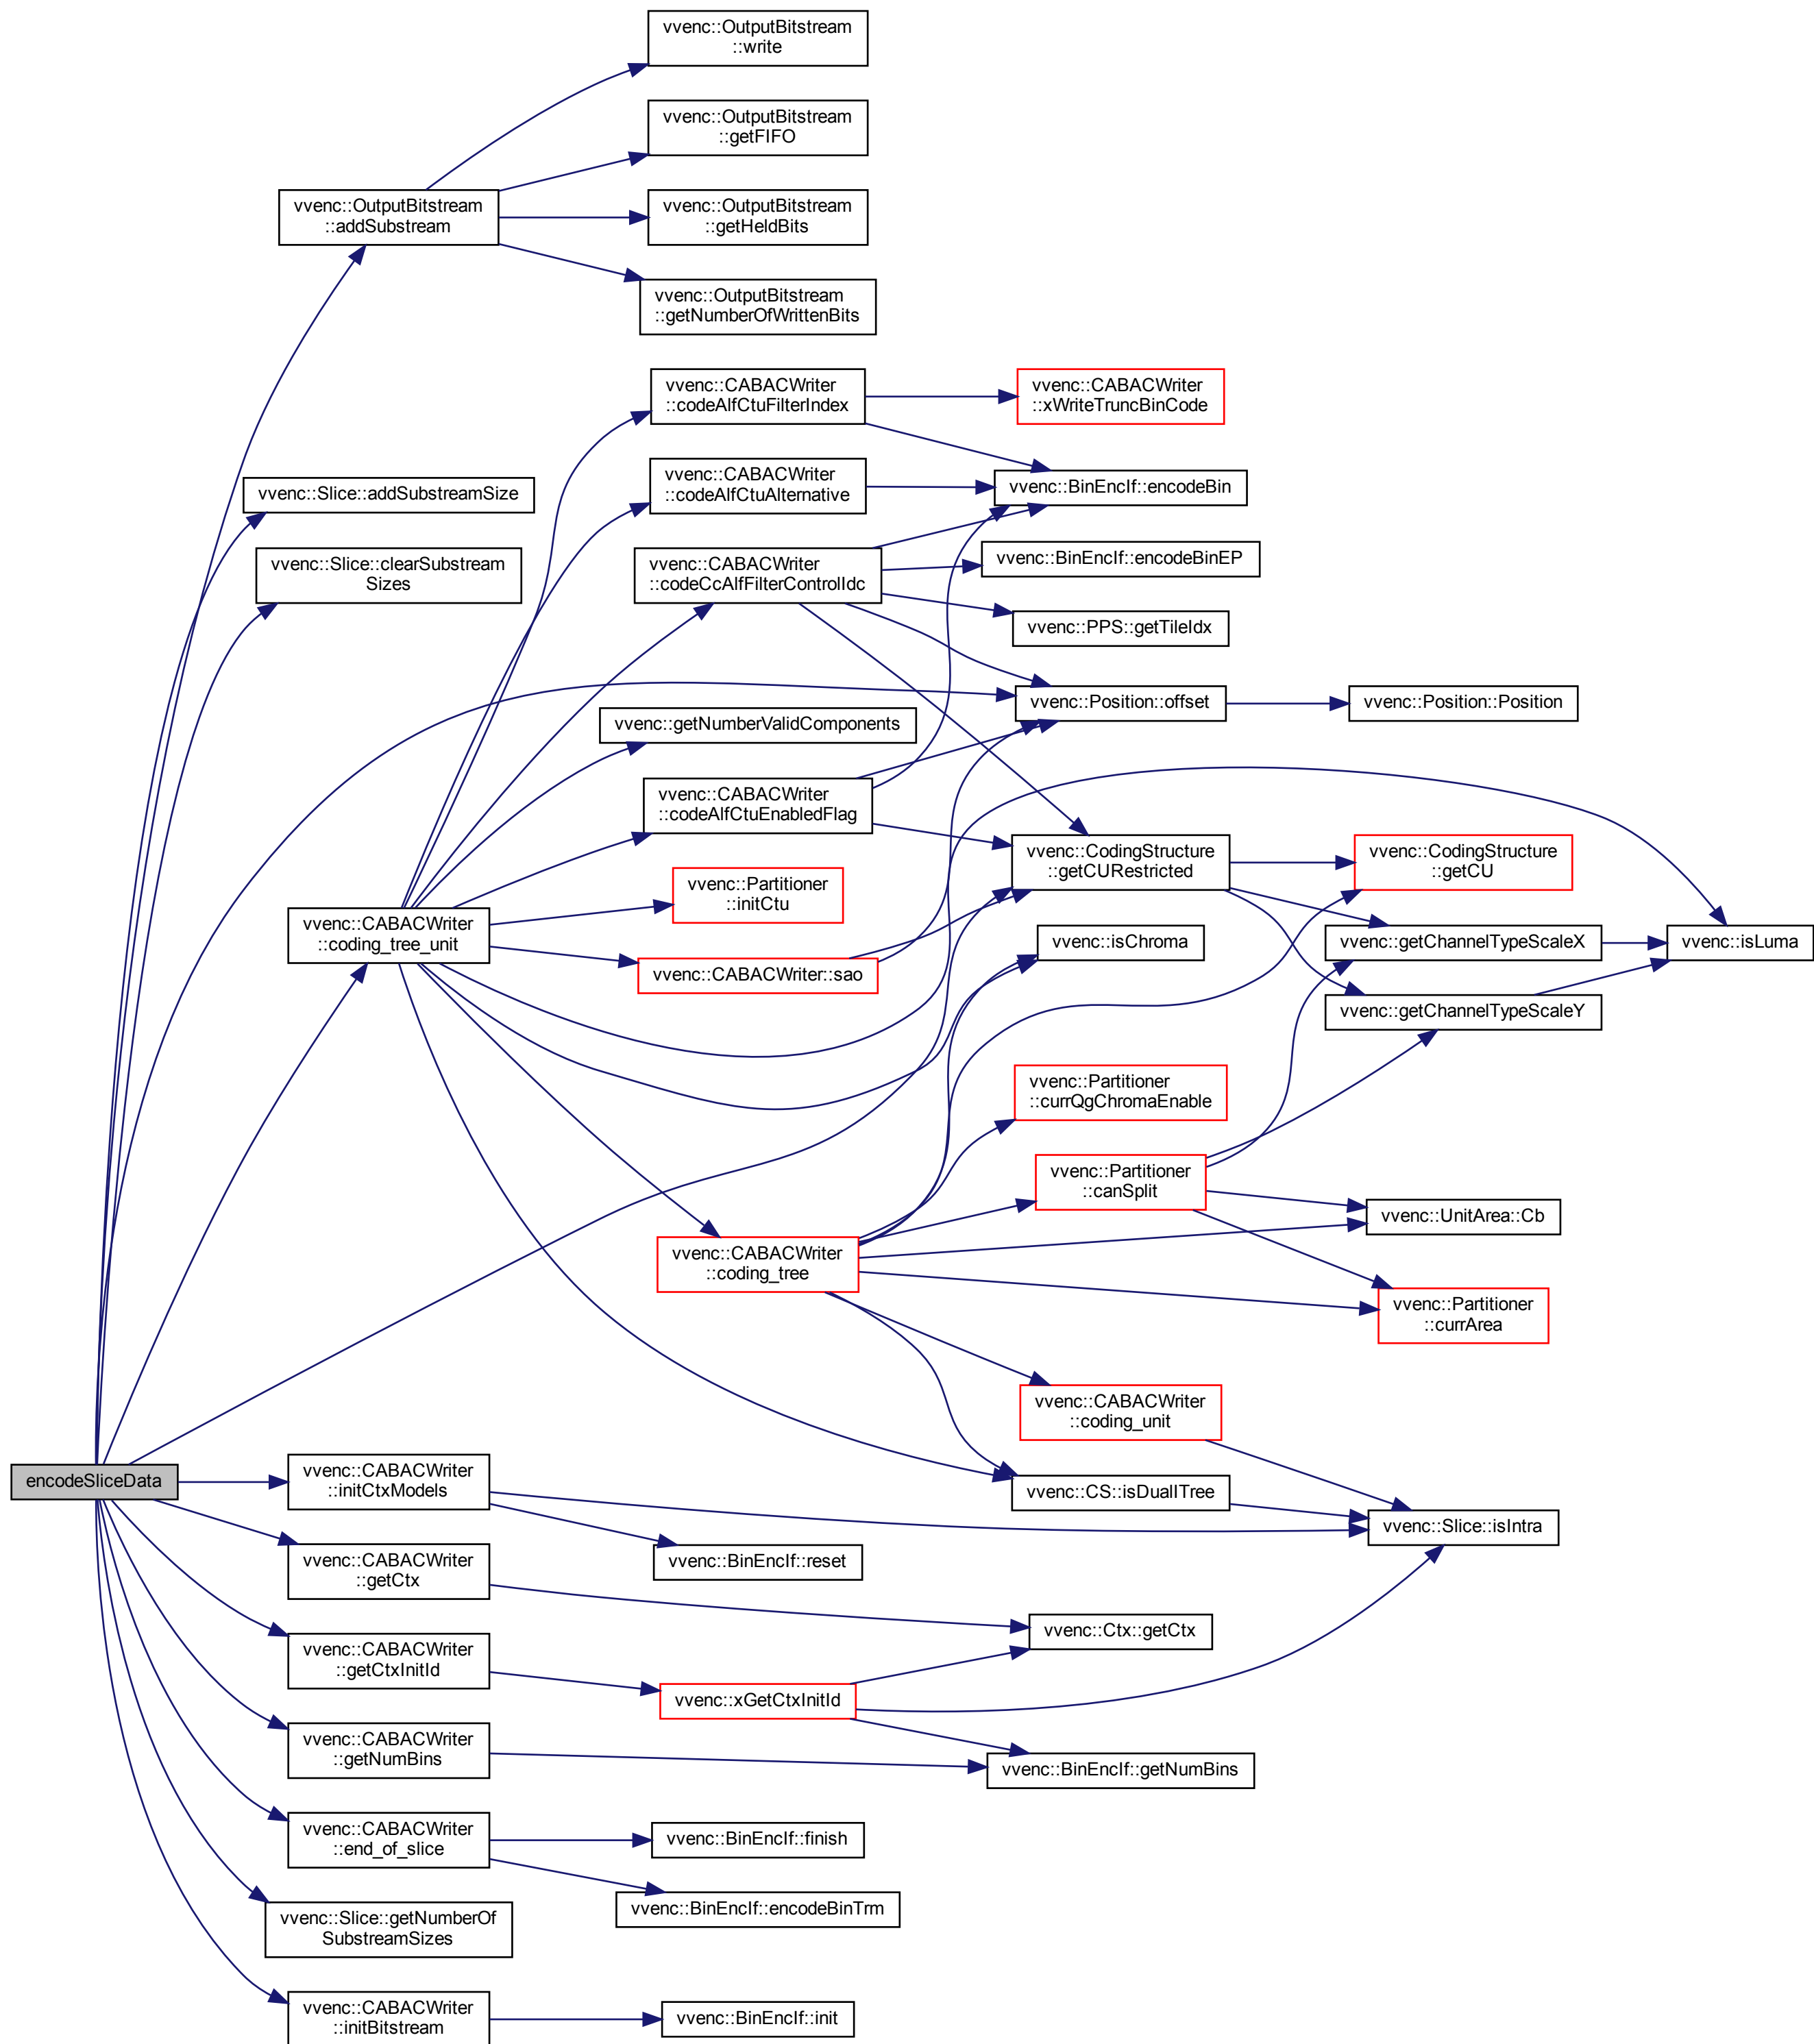 vvenc::OutputBitstream
::write
vvenc::OutputBitstream
::getFIFO
vvenc::OutputBitstream
::addSubstream
vvenc::OutputBitstream
::getHeldBits
vvenc::OutputBitstream
::getNumberOfWrittenBits
vvenc::CABACWriter
::codeAlfCtuFilterIndex
vvenc::CABACWriter
::xWriteTruncBinCode
vvenc::Slice::addSubstreamSize
vvenc::CABACWriter
::codeAlfCtuAlternative
vvenc::BinEncIf::encodeBin
vvenc::Slice::clearSubstream
Sizes
vvenc::CABACWriter
::codeCcAlfFilterControlIdc
vvenc::BinEncIf::encodeBinEP
vvenc::PPS::getTileIdx
vvenc::Position::offset
vvenc::Position::Position
vvenc::getNumberValidComponents
vvenc::CABACWriter
::codeAlfCtuEnabledFlag
vvenc::CodingStructure
::getCURestricted
vvenc::CodingStructure
::getCU
vvenc::Partitioner
::initCtu
vvenc::CABACWriter
::coding_tree_unit
vvenc::CABACWriter::sao
vvenc::isChroma
vvenc::getChannelTypeScaleX
vvenc::isLuma
vvenc::getChannelTypeScaleY
vvenc::Partitioner
::currQgChromaEnable
vvenc::Partitioner
::canSplit
vvenc::UnitArea::Cb
vvenc::CABACWriter
::coding_tree
vvenc::Partitioner
::currArea
vvenc::CABACWriter
::coding_unit
encodeSliceData
vvenc::CABACWriter
::initCtxModels
vvenc::CS::isDualITree
vvenc::Slice::isIntra
vvenc::BinEncIf::reset
vvenc::CABACWriter
::getCtx
vvenc::Ctx::getCtx
vvenc::CABACWriter
::getCtxInitId
vvenc::xGetCtxInitId
vvenc::CABACWriter
::getNumBins
vvenc::BinEncIf::getNumBins
vvenc::CABACWriter
::end_of_slice
vvenc::BinEncIf::finish
vvenc::BinEncIf::encodeBinTrm
vvenc::Slice::getNumberOf
SubstreamSizes
vvenc::CABACWriter
::initBitstream
vvenc::BinEncIf::init